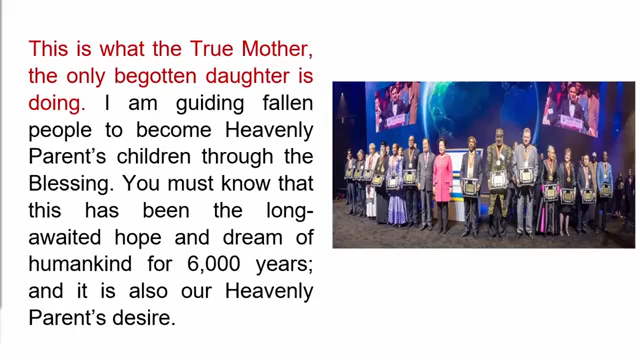 This is what the True Mother,
the only begotten daughter is
doing. I am guiding fallen
people to become Heavenly
Parent's children through the
Blessing. You must know that
this has been the long-
awaited hope and dream of
humankind for 6,000 years;
and it is also our Heavenly
Parent's desire.